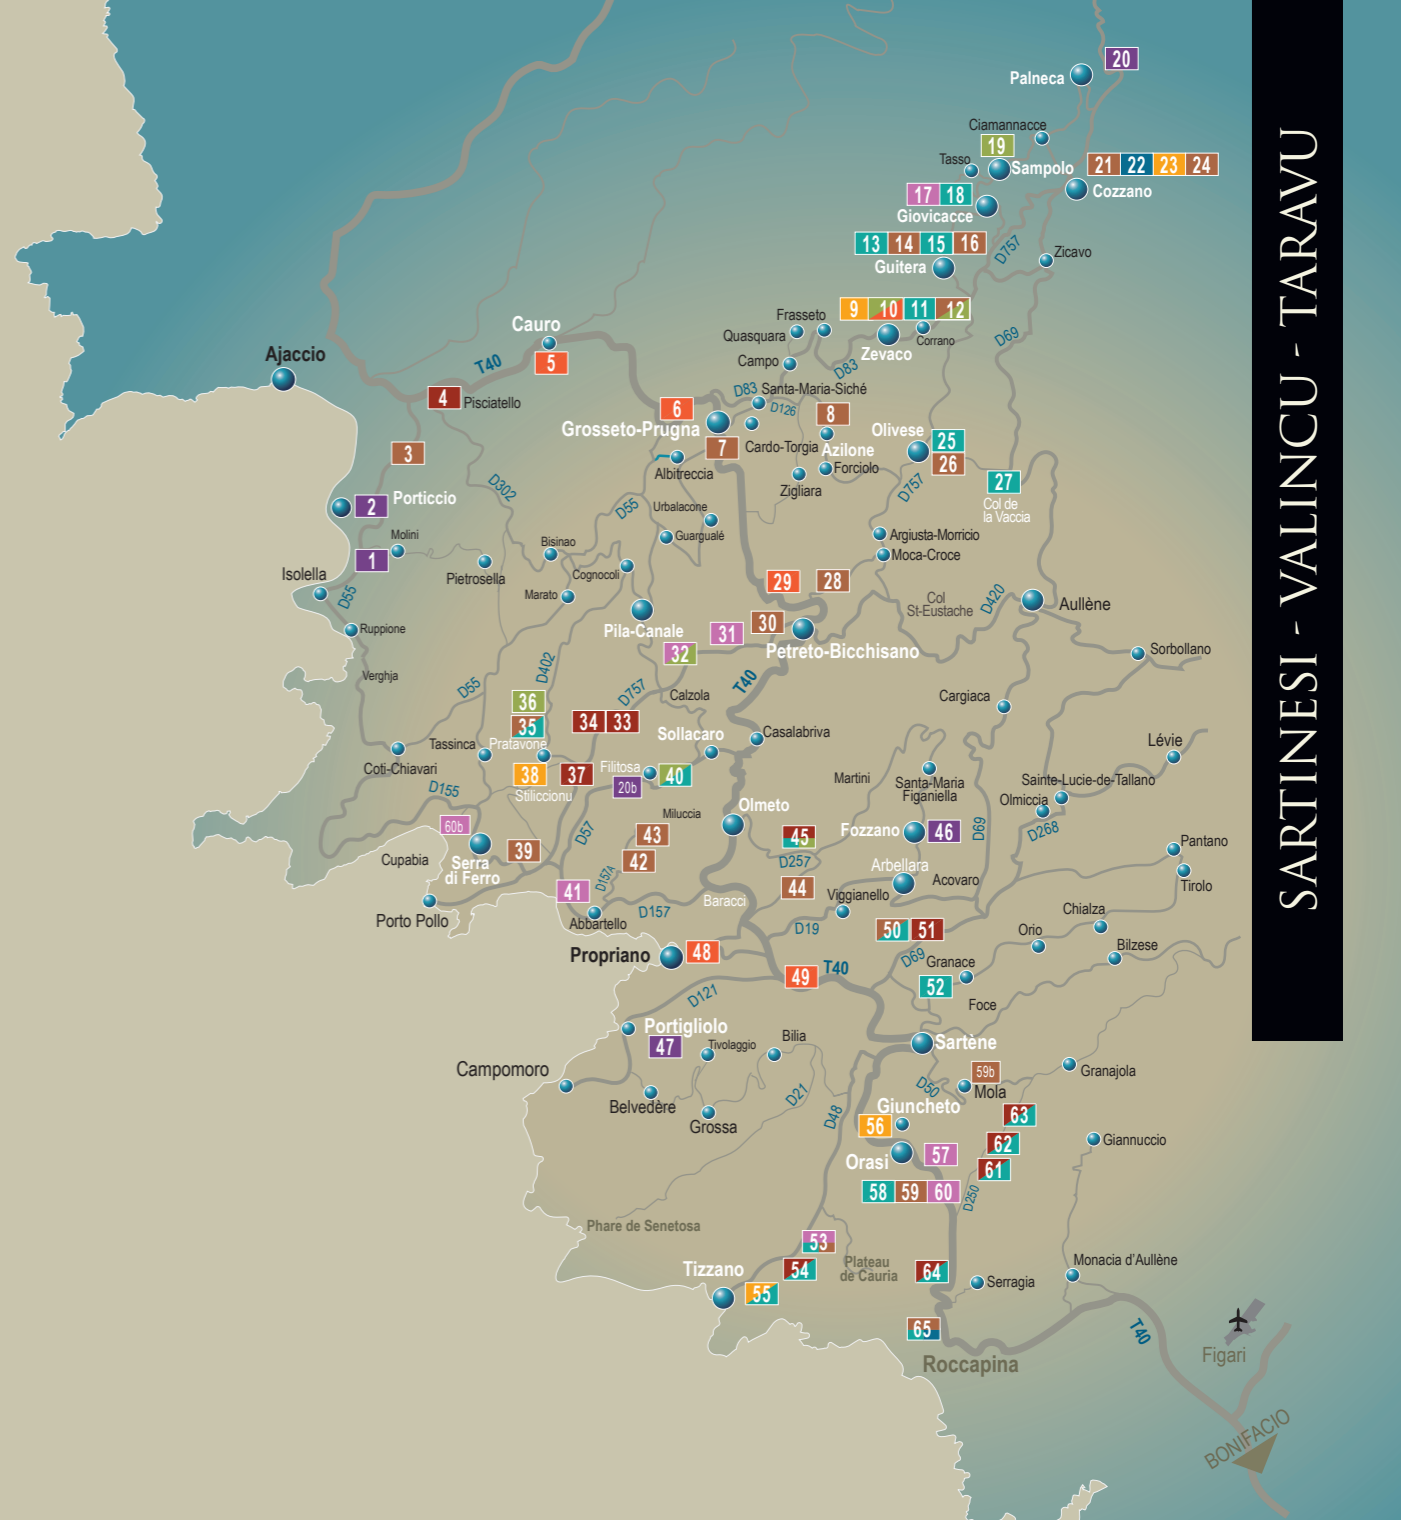 20
Palneca
Ciamannacce
19
Tasso
Sampolo
21 22 23 24
Cozzano
17 18
Giovicacce
13 14 15 16
Guitera
D757
Zicavo
9 10 11 12
Frasseto
Quasquara
Corrano
Zevaco
D69
Campo
D83
Cauro
5
T40
Ajaccio
4
Pisciatello
D83
Santa-Maria-Siché
D126
6
8
Grosseto-Prugna
7
Cardo-Torgia
Azilone
Olivese
25
26
3
Albitreccia
Forciolo
Zigliara
D757
27
Col de
la Vaccia
D302
Porticcio
2
D55
Urbalacone
Guargualé
Argiusta-Morricio
Moca-Croce
Molini
1
Bisinao
Pietrosella
Cognocoli
Isolella
D55
29
28
Marato
Col
St-Eustache
D420
Aullène
Ruppione
Pila-Canale
31
30
Petreto-Bicchisano
32
Sorbollano
Verghja
D55
D402
D757
Calzola
T40
Cargiaca
36
35
34 33
Pratavone
Tassinca
Sollacaro
Casalabriva
Lévie
Coti-Chiavari
38
37
Stiliccionu
Filitosa
20b
40
Martini
Santa-Maria
Figaniella
Sainte-Lucie-de-Tallano
Olmiccia
D155
Miluccia
Olmeto
60b
D57
43
45
Fozzano
46
D69
D268
Pantano
Cupabia
Serra
di Ferro
39
42
D257
Arbellara
Tirolo
D157A
41
44
Acovaro
Porto Pollo
Abbartello
D157
Baracci
Viggianello
Chialza
D19
50 51
Orio
Bilzese
Propriano
48
D69
Granace
49
T40
52
Foce
D121
Portigliolo
47
Tivolaggio
Bilia
Sartène
Campomoro
59b
Mola
Granajola
D50
Belvedère
D21
Giuncheto
D48
Grossa
56
63
62
Giannuccio
Orasi
57
61
58 59 60
D250
Phare de Senetosa
53
Tizzano
54
Plateau
de Cauria
64
Monacia d’Aullène
Serragia
55
65
Roccapina
T40
Figari
BONIFACIO
SARTINESI - VALINCU - TARAVU